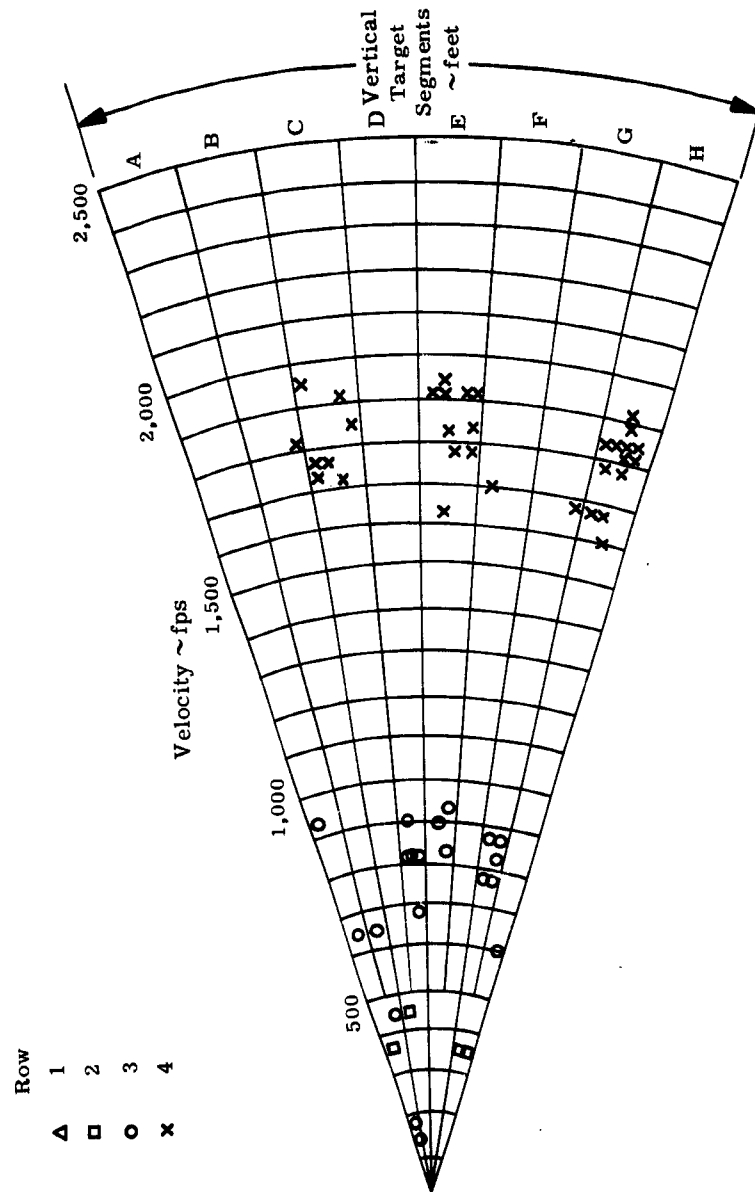 Row
1
2
3
4
Velocity ~ fps
500
1,000
1,500
2,000
2,500
A
B
C
D
E
F
G
H
Vertical
Target
Segments
~ feet